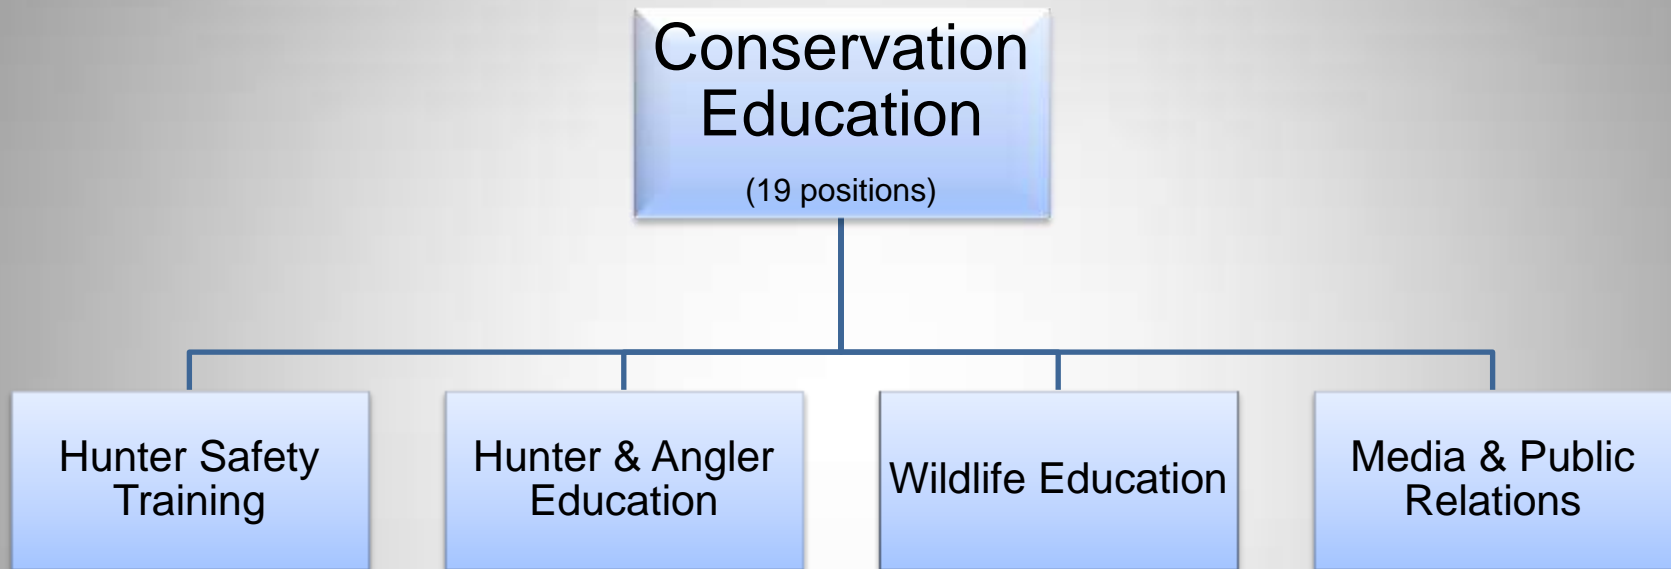 Conservation
Education
(19 positions)
Hunter Safety
Training
Hunter & Angler
Education
Wildlife Education
Media & Public
Relations